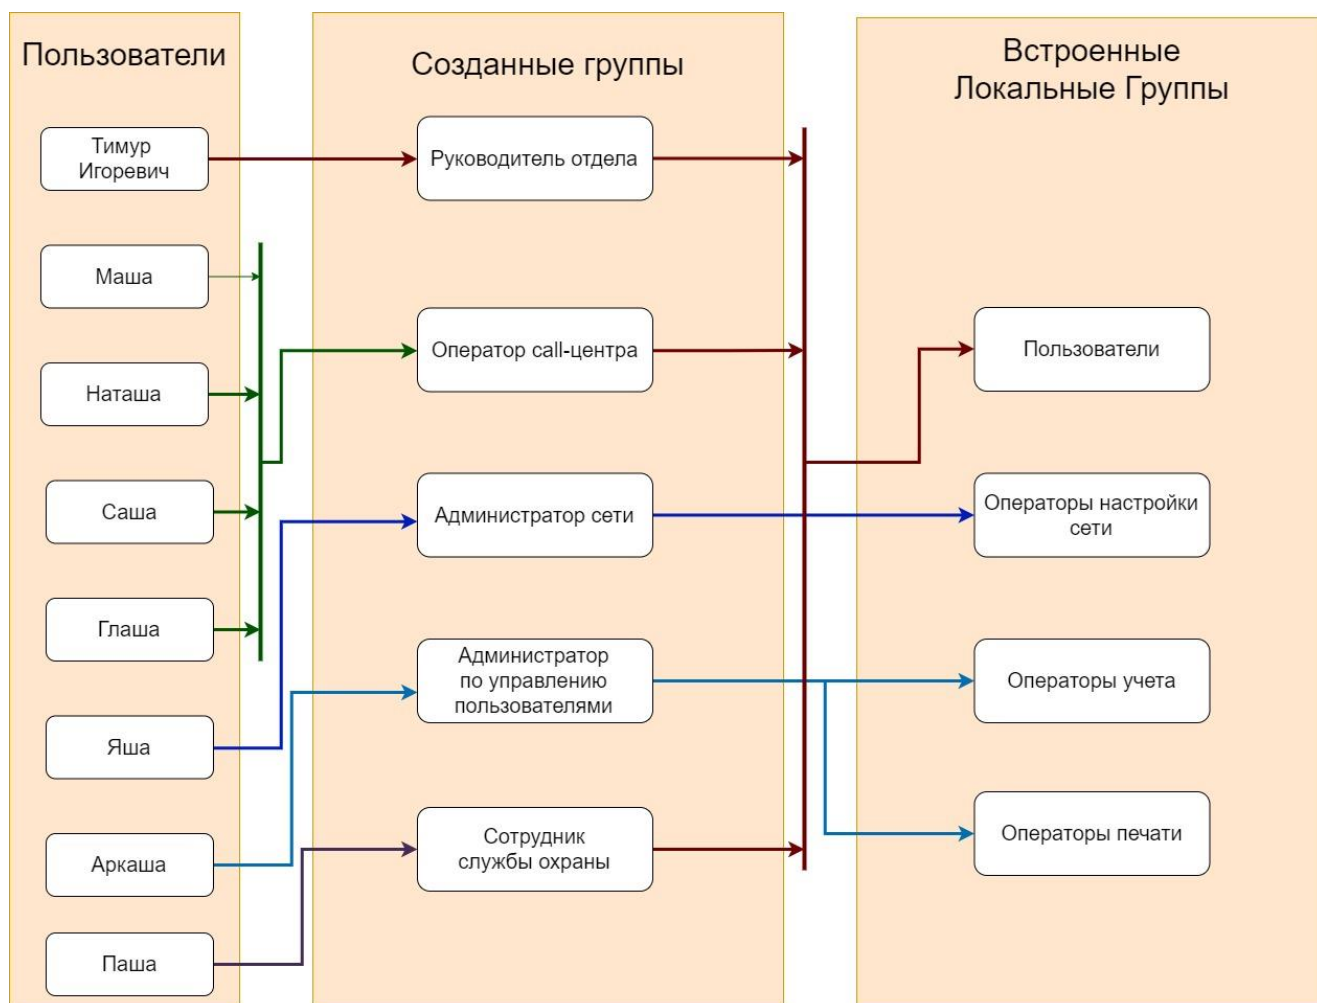 Пользователи
Тимур
Игоревич
Маша
Наташа
Саша
Глаша
Яша
Аркаша
Паша
Созданные группы
Руководитель отдела
Оператор call-центра
Администратор сети
Администратор
по управлению
пользователями
Сотрудник
службы охраны
Встроенные
Локальные Группы
Пользователи
Операторы настройки
сети
Операторы учета
Операторы печати